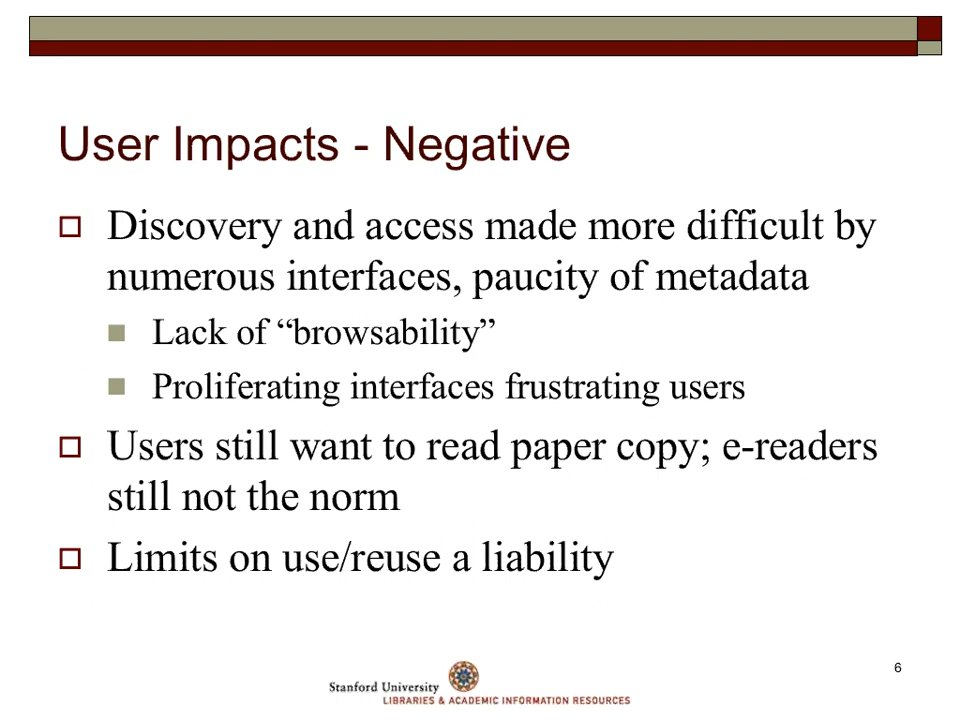 User Impacts - Negative
Discovery and access made more difficult by
numerous interfaces, paucity of metadata
Lack of “browsability”
Proliferating interfaces frustrating users
Users still want to read paper copy; e-readers
still not the norm
Limits on use/reuse a liability
6
Stanford University
LIBRARIES & ACADEMIC INFORMATION RESOURCES